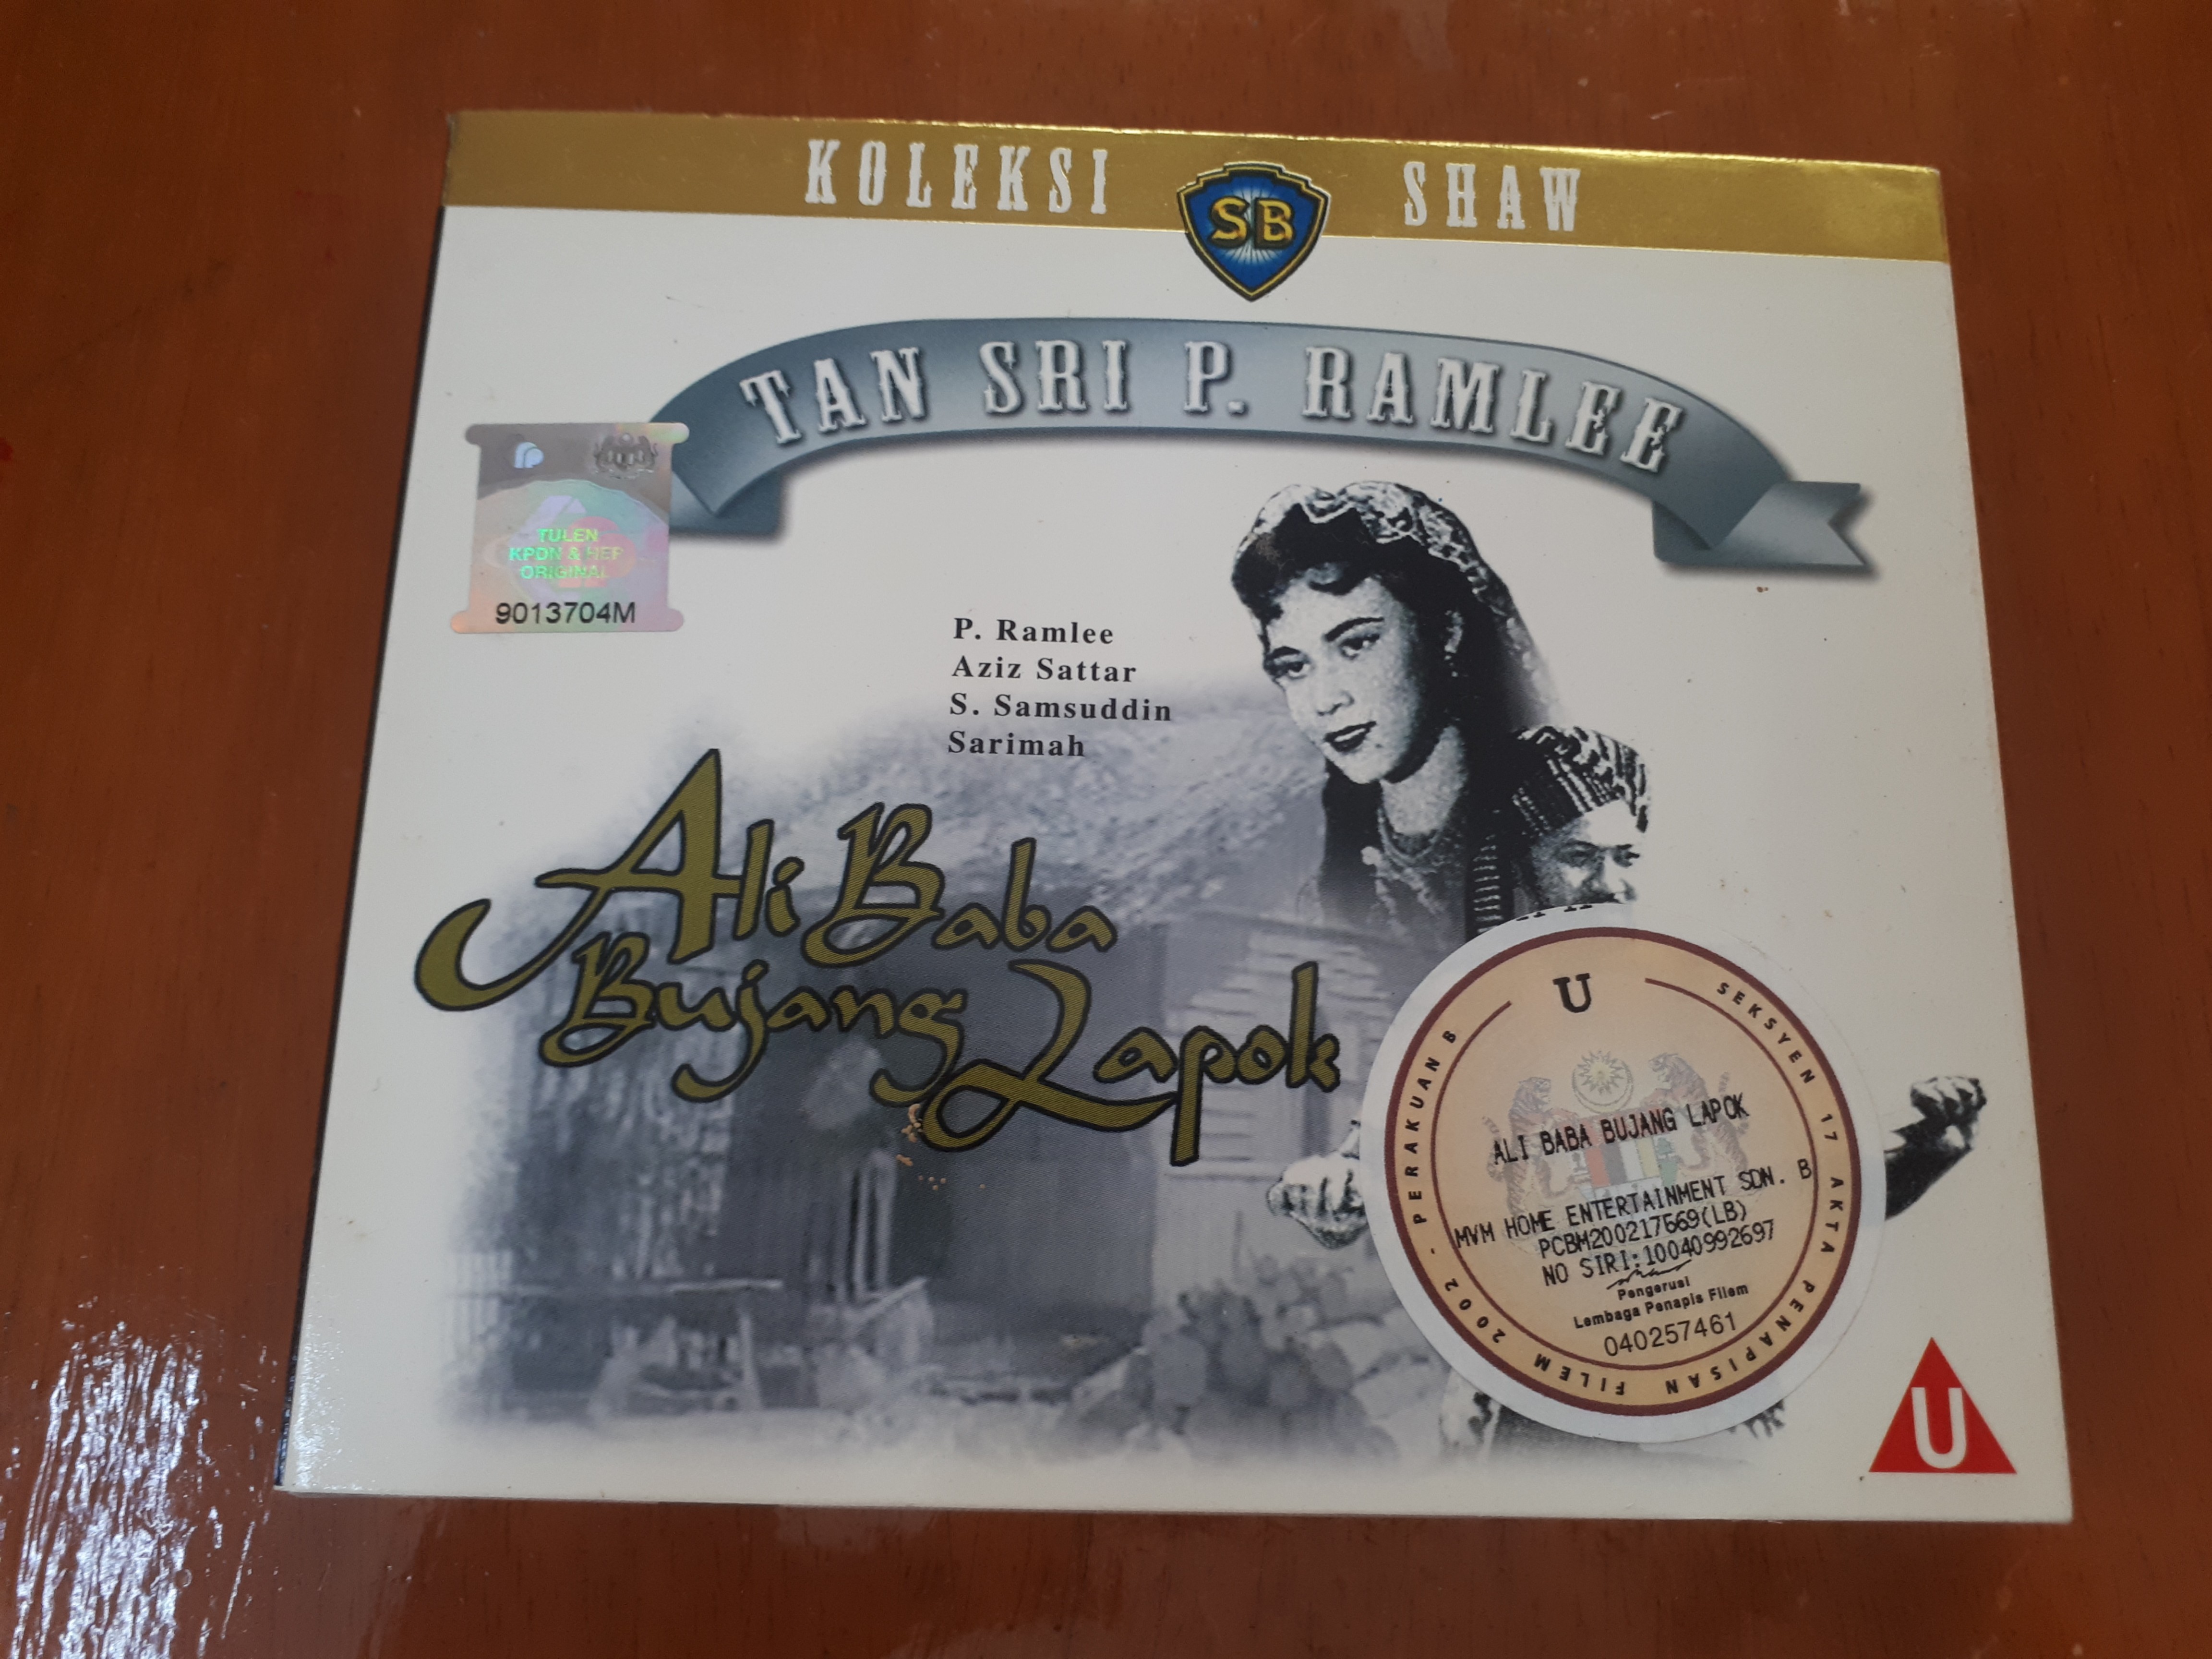 KOLEKSI SHAW
SB
TAN SRI P. RAMLEE
TULEN
KPDN & HEP
ORIGINAL
9013704M
P. Ramlee
Aziz Sattar
S. Samsuddin
Sarimah
Ali Baba
Bujang Lapok
U
PERAKUAN B
SEKSYEN 17 AKTA PENAPISAN FILEM 2002 -
ALI BABA BUJANG LAPOK
MVM HOME ENTERTAINMENT SDN. B
PCBM200217669(LB)
NO SIRI:10040992697
Pengerusi
Lembaga Penapis Filem
040257461
U